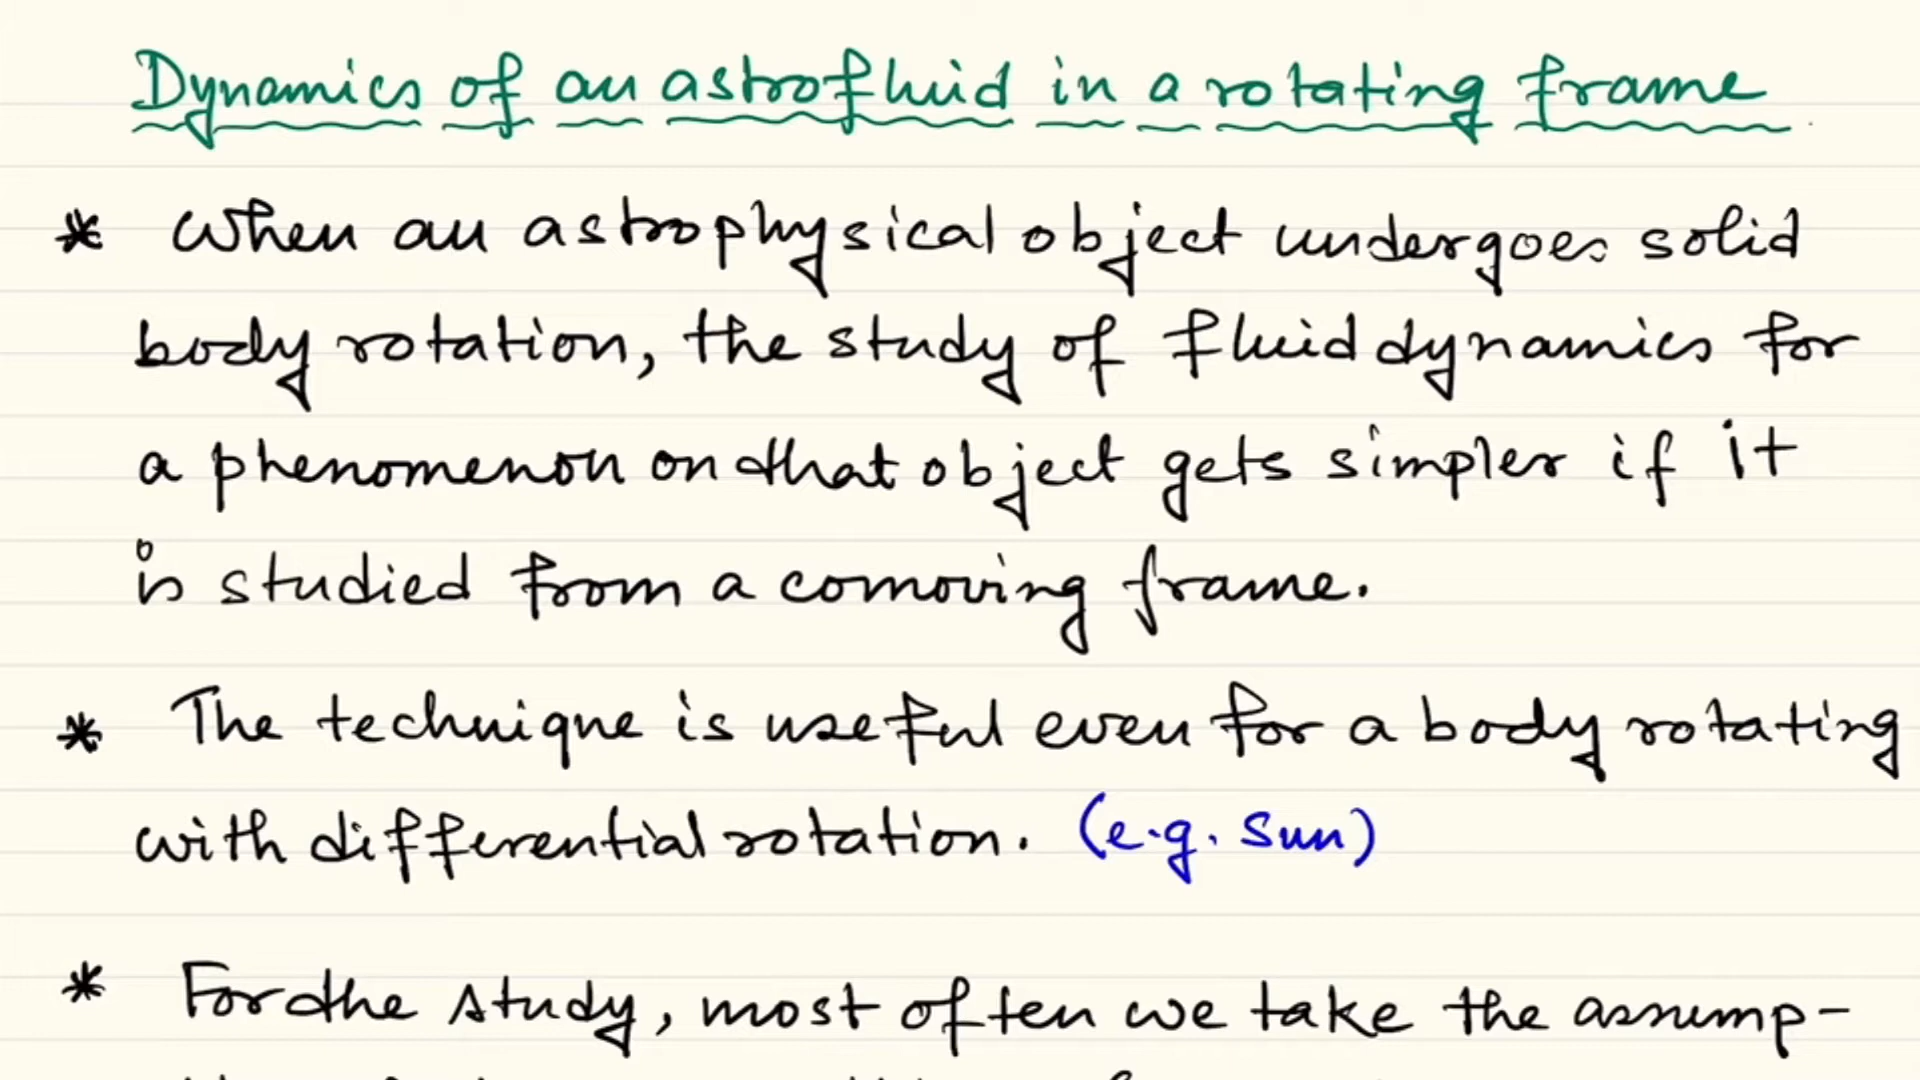 Dynamics of an astrofluid in a rotating frame
* When an astrophysical object undergoes solid
body rotation, the study of fluid dynamics for
a phenomenon on that object gets simpler if it
is studied from a comoving frame.
* The technique is useful even for a body rotating
with differential rotation. (e.g. Sun)
* For the study, most often we take the assump-